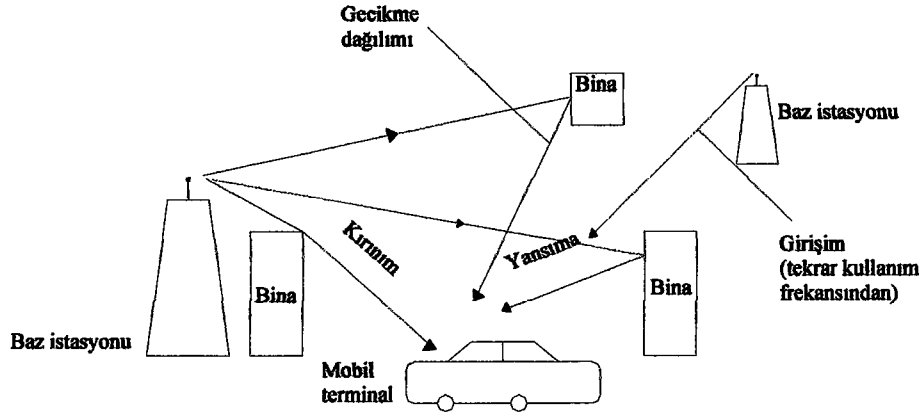 Gecikme
dağılımı
Bina
Baz istasyonu
Kırınım
Yansıma
Girişim
(tekrar kullanım
frekansından)
Bina
Bina
Baz istasyonu
Mobil
terminal